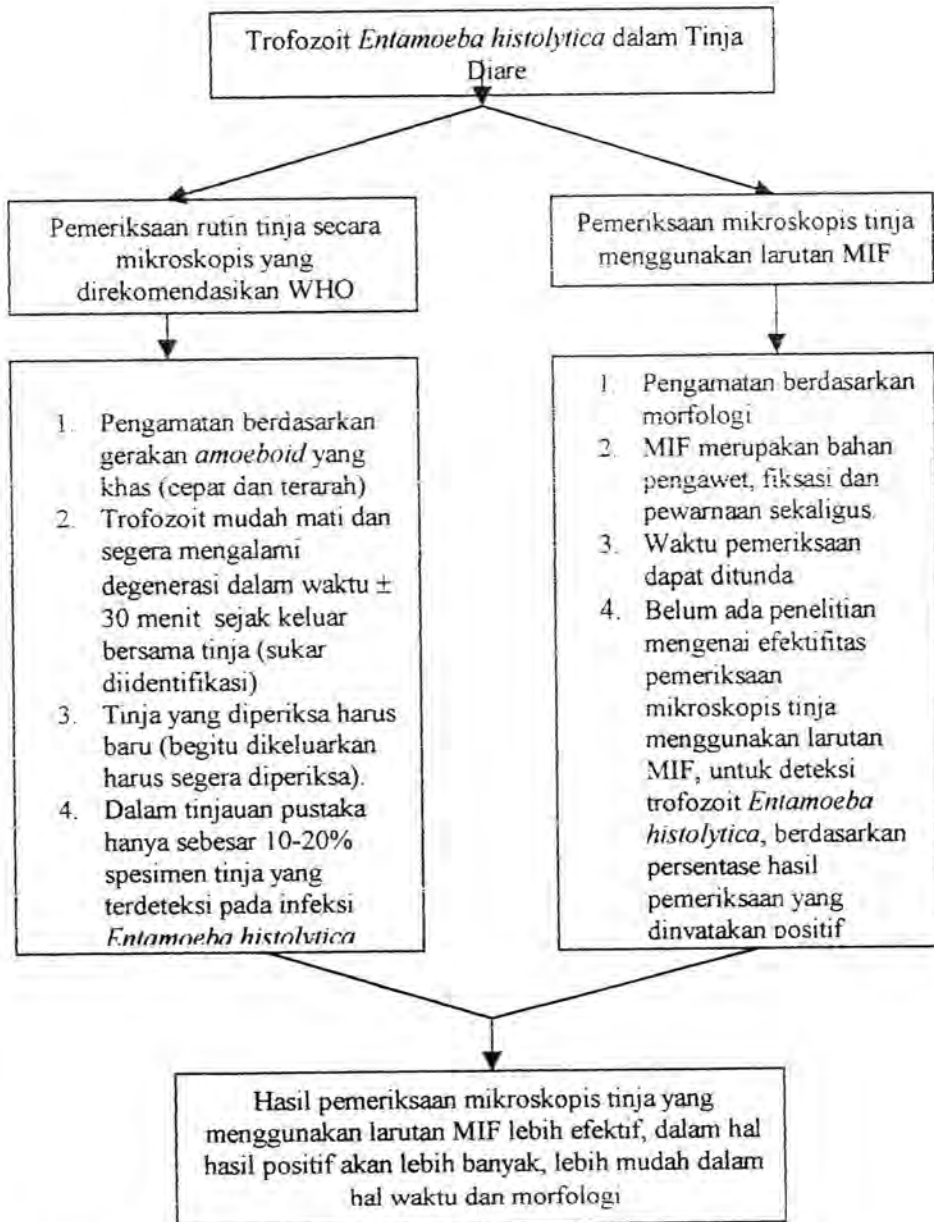 Trofozoit Entamoeba histolytica dalam Tinja
Diare
Pemeriksaan rutin tinja secara
mikroskopis yang
direkomendasikan WHO
Pemeriksaan mikroskopis tinja
menggunakan larutan MIF
1. Pengamatan berdasarkan
gerakan amoeboid yang
khas (cepat dan terarah)
2. Trofozoit mudah mati dan
segera mengalami
degenerasi dalam waktu ±
30 menit sejak keluar
bersama tinja (sukar
diidentifikasi)
3. Tinja yang diperiksa harus
baru (begitu dikeluarkan
harus segera diperiksa).
4. Dalam tinjauan pustaka
hanya sebesar 10-20%
spesimen tinja yang
terdeteksi pada infeksi
Entamoeba histolytica
1. Pengamatan berdasarkan
morfologi
2. MIF merupakan bahan
pengawet, fiksasi dan
pewarnaan sekaligus.
3. Waktu pemeriksaan
dapat ditunda
4. Belum ada penelitian
mengenai efektifitas
pemeriksaan
mikroskopis tinja
menggunakan larutan
MIF, untuk deteksi
trofozoit Entamoeba
histolytica, berdasarkan
persentase hasil
pemeriksaan yang
dinyatakan positif
Hasil pemeriksaan mikroskopis tinja yang
menggunakan larutan MIF lebih efektif, dalam hal
hasil positif akan lebih banyak, lebih mudah dalam
hal waktu dan morfologi